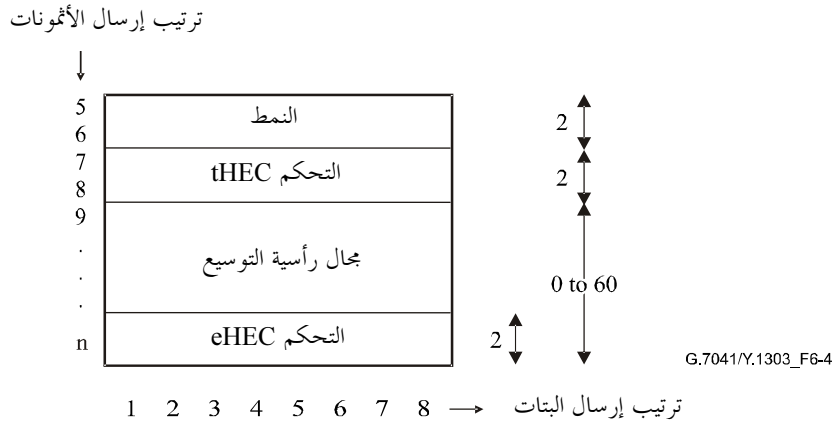 ترتيب إرسال الأثمونات
5
6
7
8
9
.
.
.
n
النمط
التحكم tHEC
مجال رأسية التوسيع
التحكم eHEC
2
2
0 to 60
2
G.7041/Y.1303_F6-4
1 2 3 4 5 6 7 8 ترتيب إرسال البتات